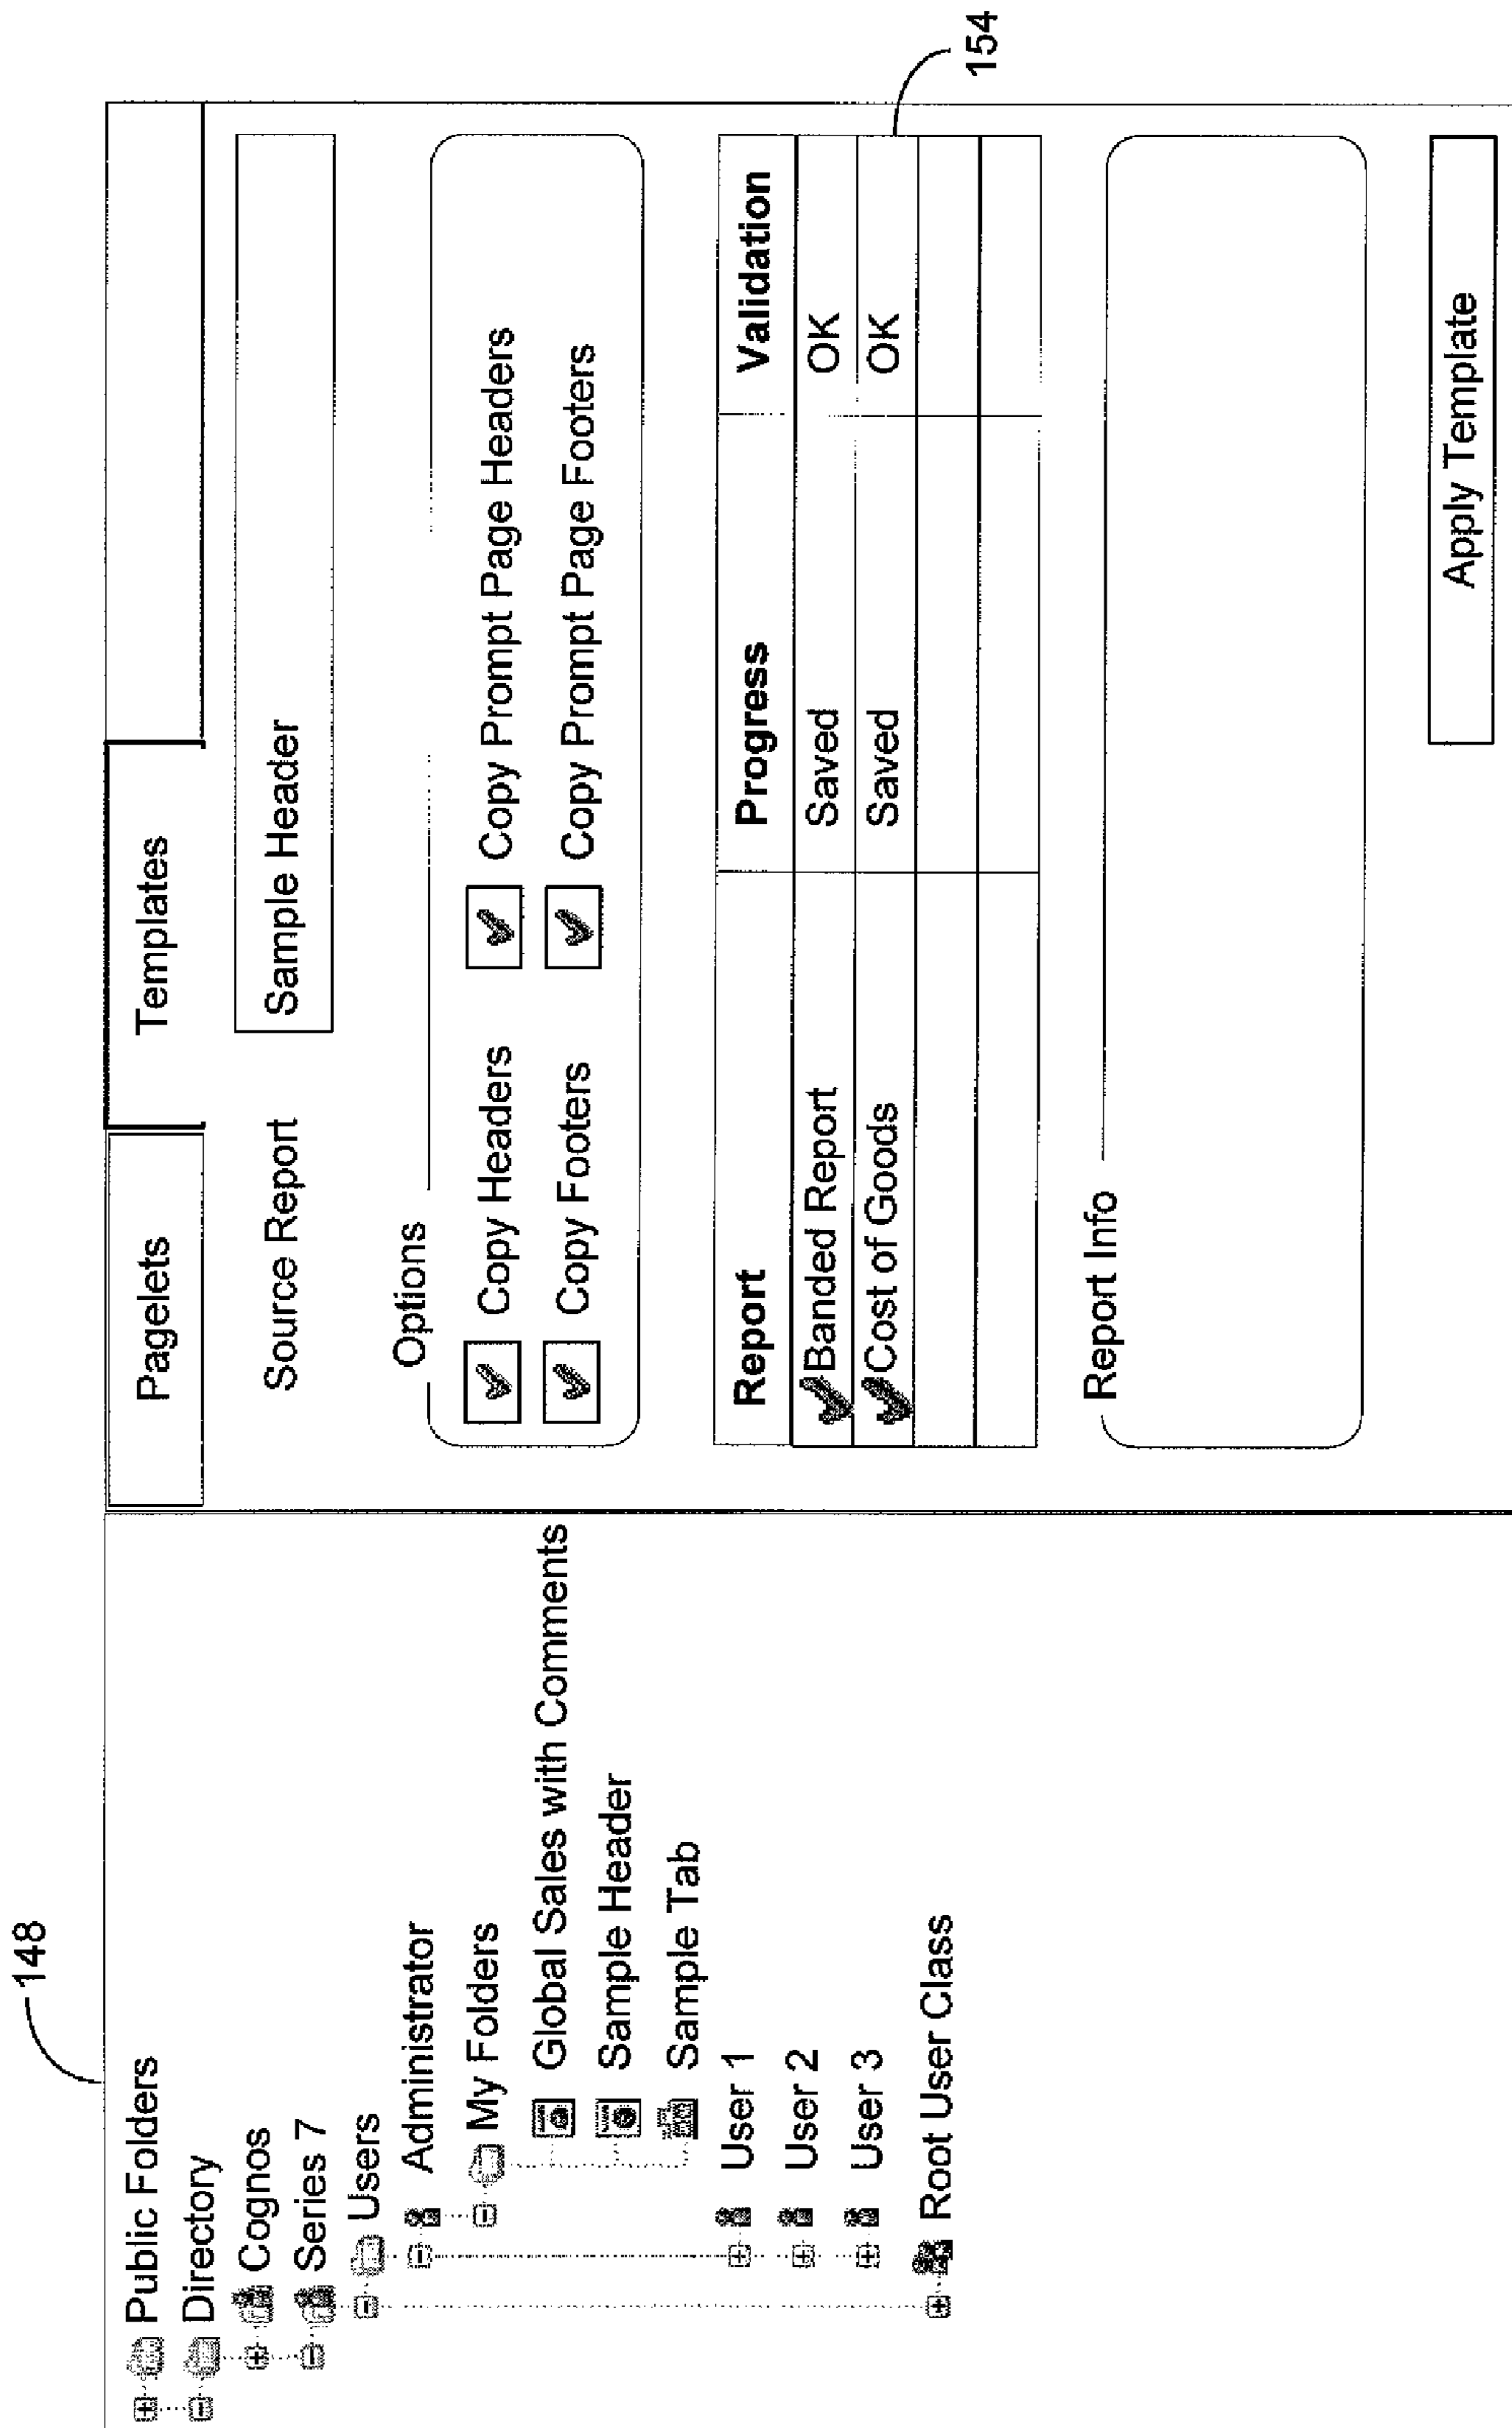 148
Public Folders
Directory
Cognos
Series 7
Users
Administrator
My Folders
Global Sales with Comments
Sample Header
Sample Tab
User 1
User 2
User 3
Root User Class
Pagelets
Templates
Source Report
Sample Header
Options
Copy Headers
Copy Prompt Page Headers
Copy Footers
Copy Prompt Page Footers
Report Progress Validation
Banded Report Saved OK
Cost of Goods Saved OK
154
Report Info
Apply Template